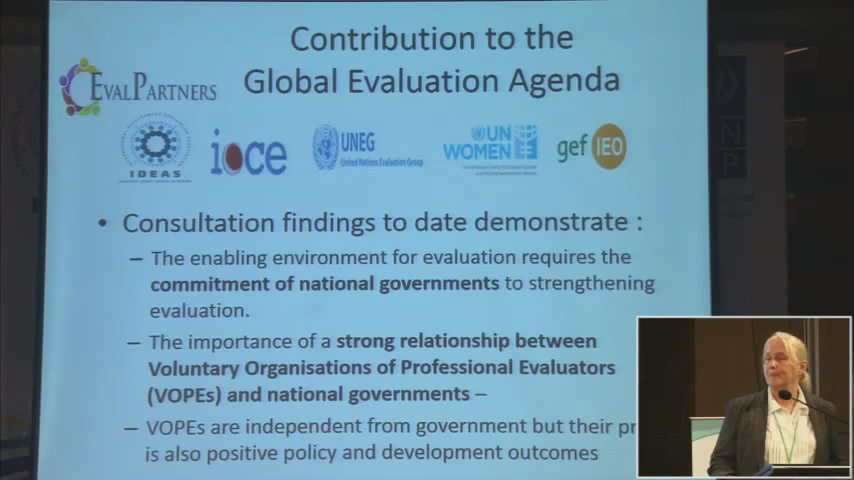 Contribution to the
Global Evaluation Agenda
EVALPARTNERS
IDEAS
ioce
UNEG
United Nations Evaluation Group
UN
WOMEN
gef IEO
• Consultation findings to date demonstrate :
– The enabling environment for evaluation requires the
commitment of national governments to strengthening
evaluation.
– The importance of a strong relationship between
Voluntary Organisations of Professional Evaluators
(VOPEs) and national governments –
– VOPEs are independent from government but their
is also positive policy and development outcomes